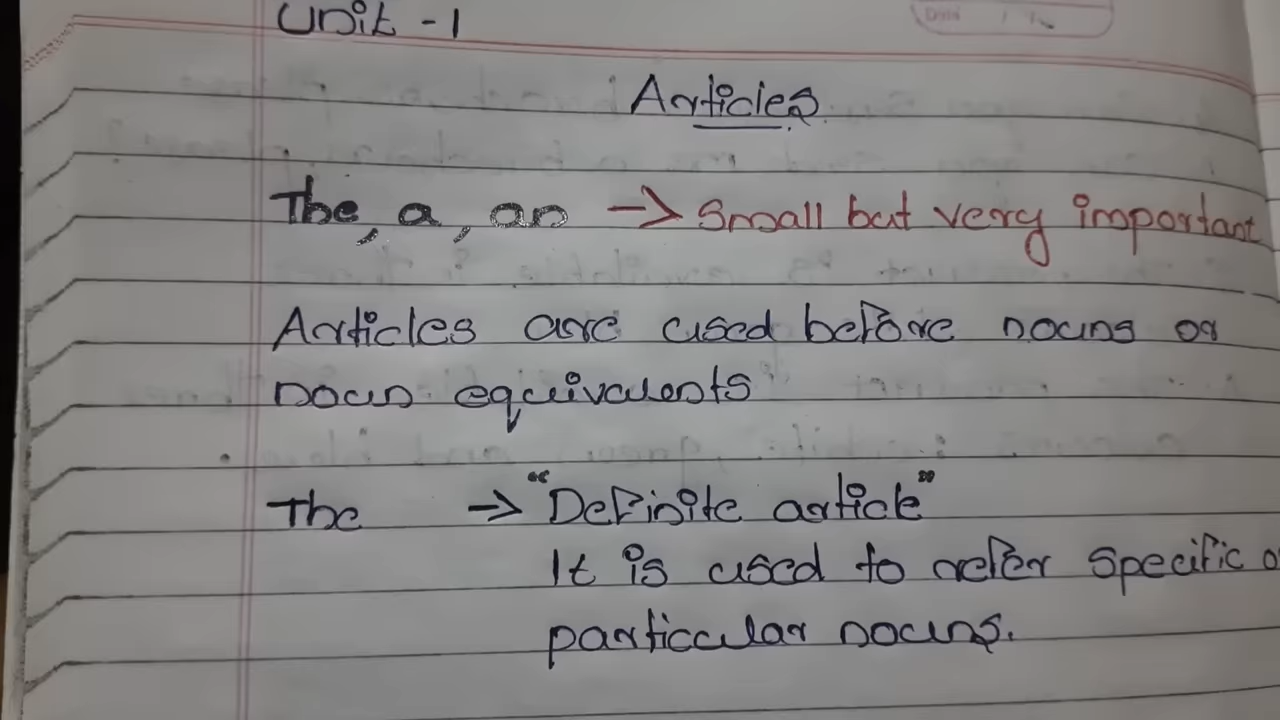 Unit - 1
Articles
The, a, an -> Small but very important
Articles are used before nouns or
noun equivalents
The -> "Definite article"
It is used to refer specific o
particular nouns.